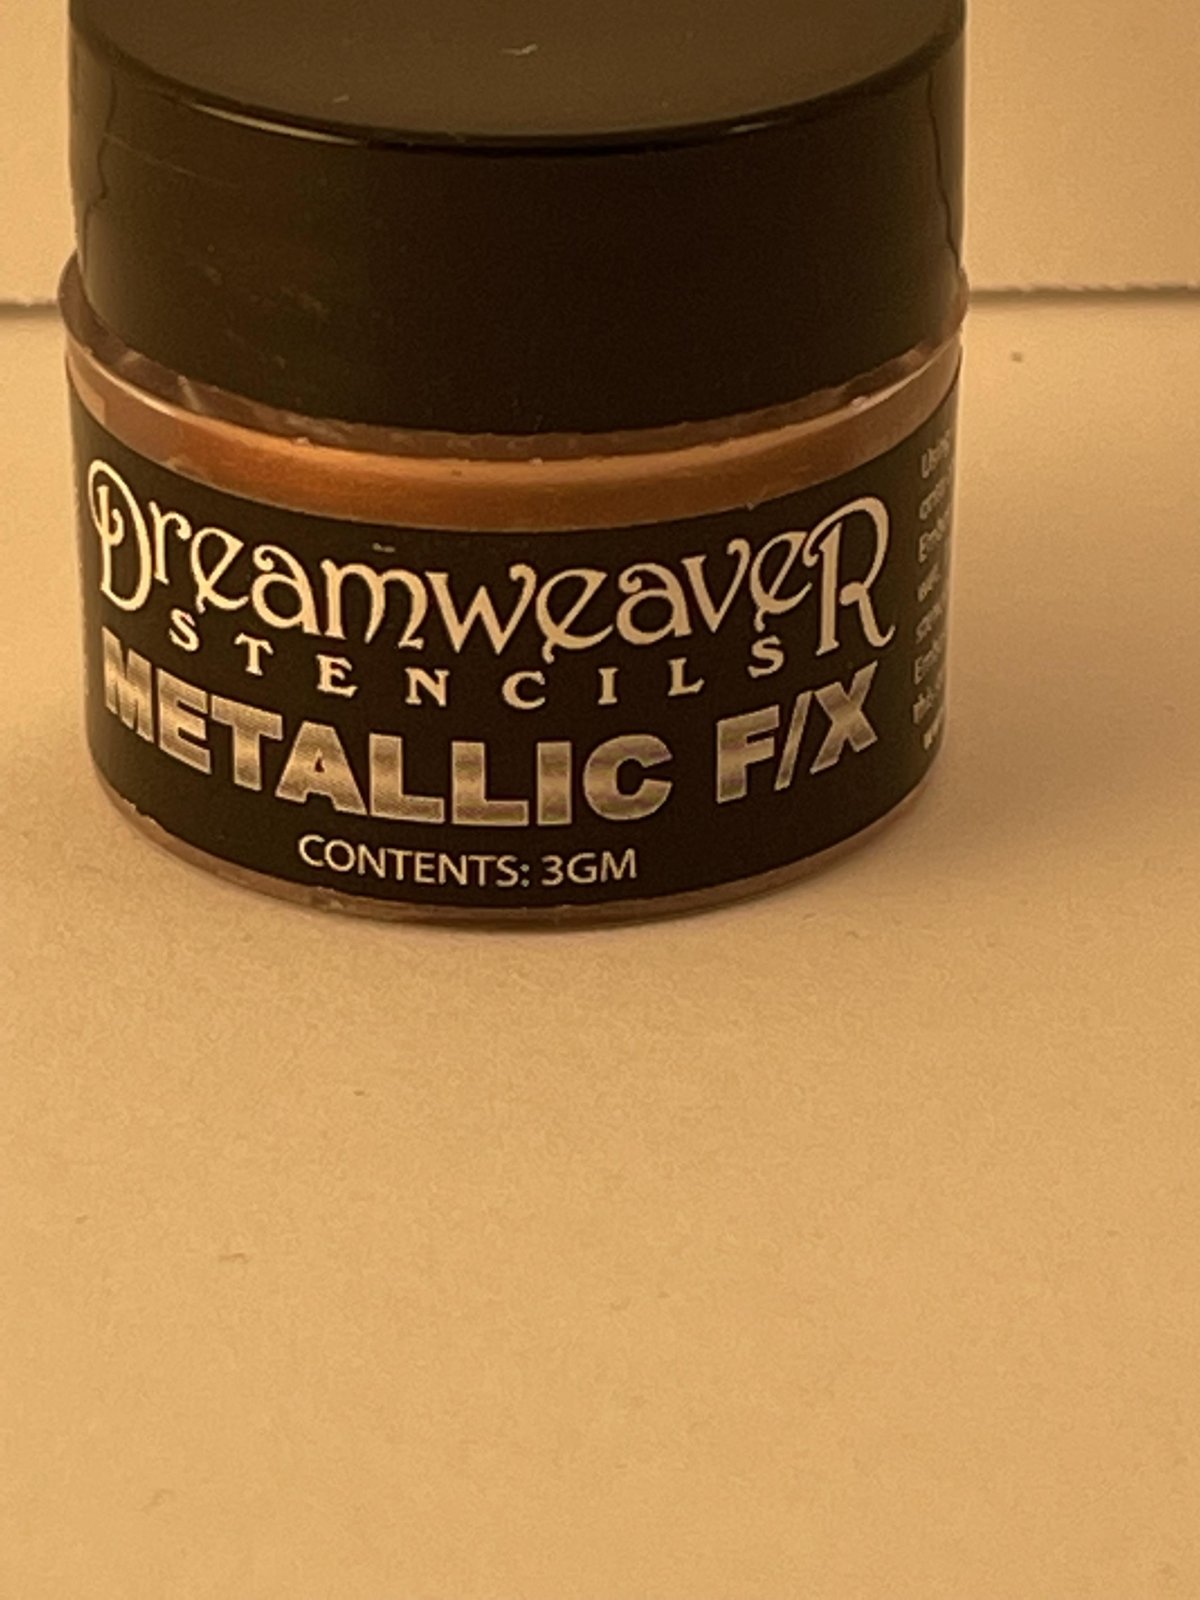 DreamweaveR
STENCILS
METALLIC F/X
CONTENTS: 3GM